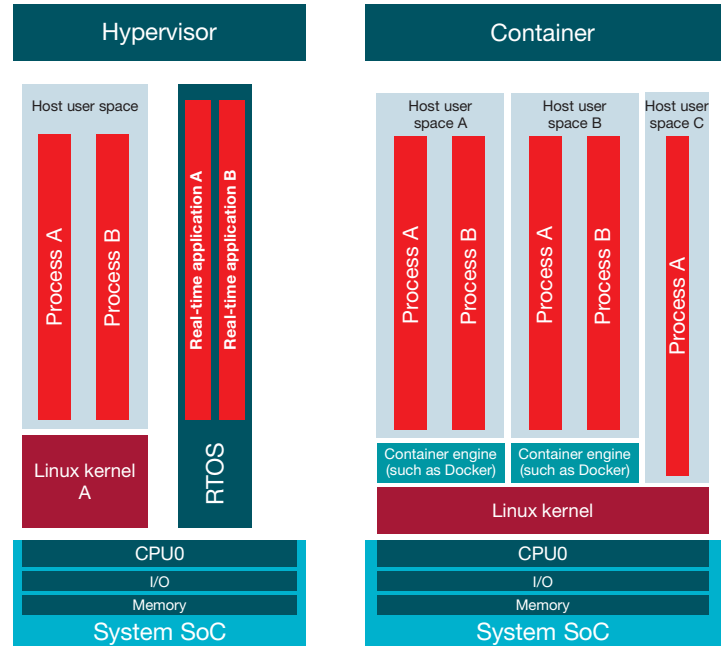 Hypervisor
Host user space
Process A
Process B
Linux kernel
A
Real-time application A
Real-time application B
RTOS
CPU0
I/O
Memory
System SoC
Container
Host user
space A
Process A
Process B
Container engine
(such as Docker)
Host user
space B
Process A
Process B
Container engine
(such as Docker)
Host user
space C
Process A
Linux kernel
CPU0
I/O
Memory
System SoC